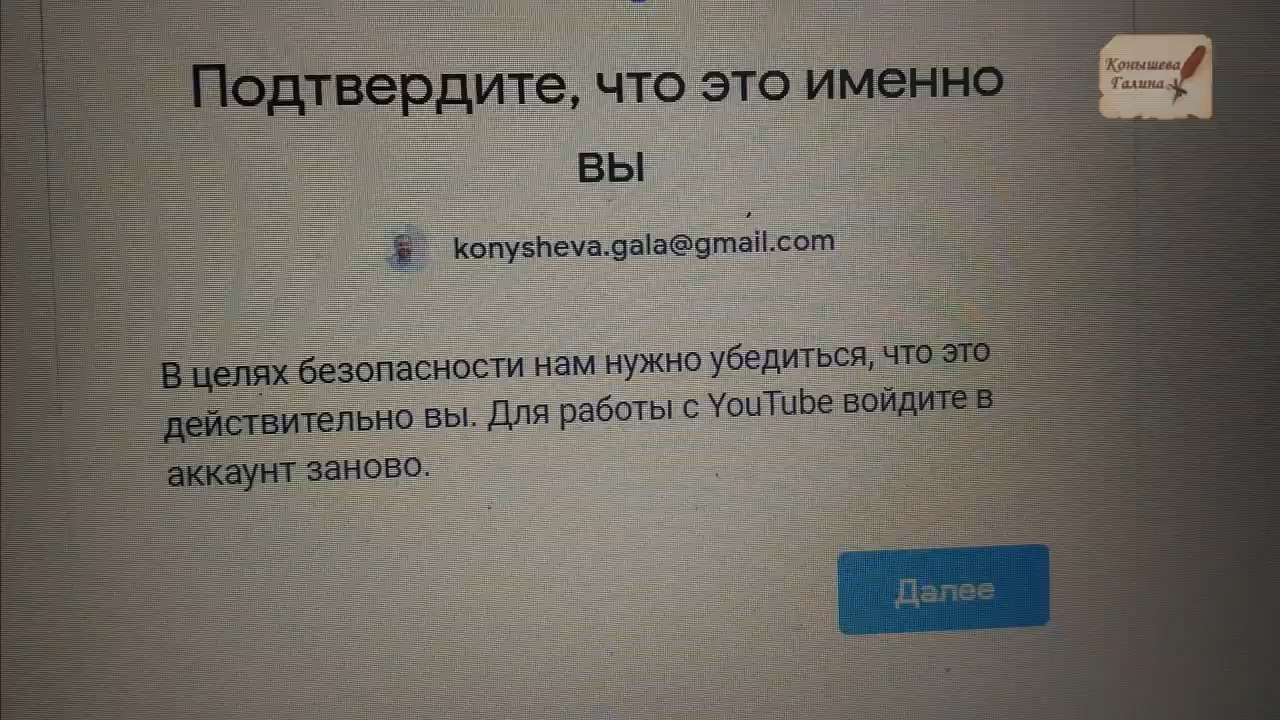 Подтвердите, что это именно
вы
Конышева
Галина
konysheva.gala@gmail.com
В целях безопасности нам нужно убедиться, что это
действительно вы. Для работы с YouTube войдите в
аккаунт заново.
Далее